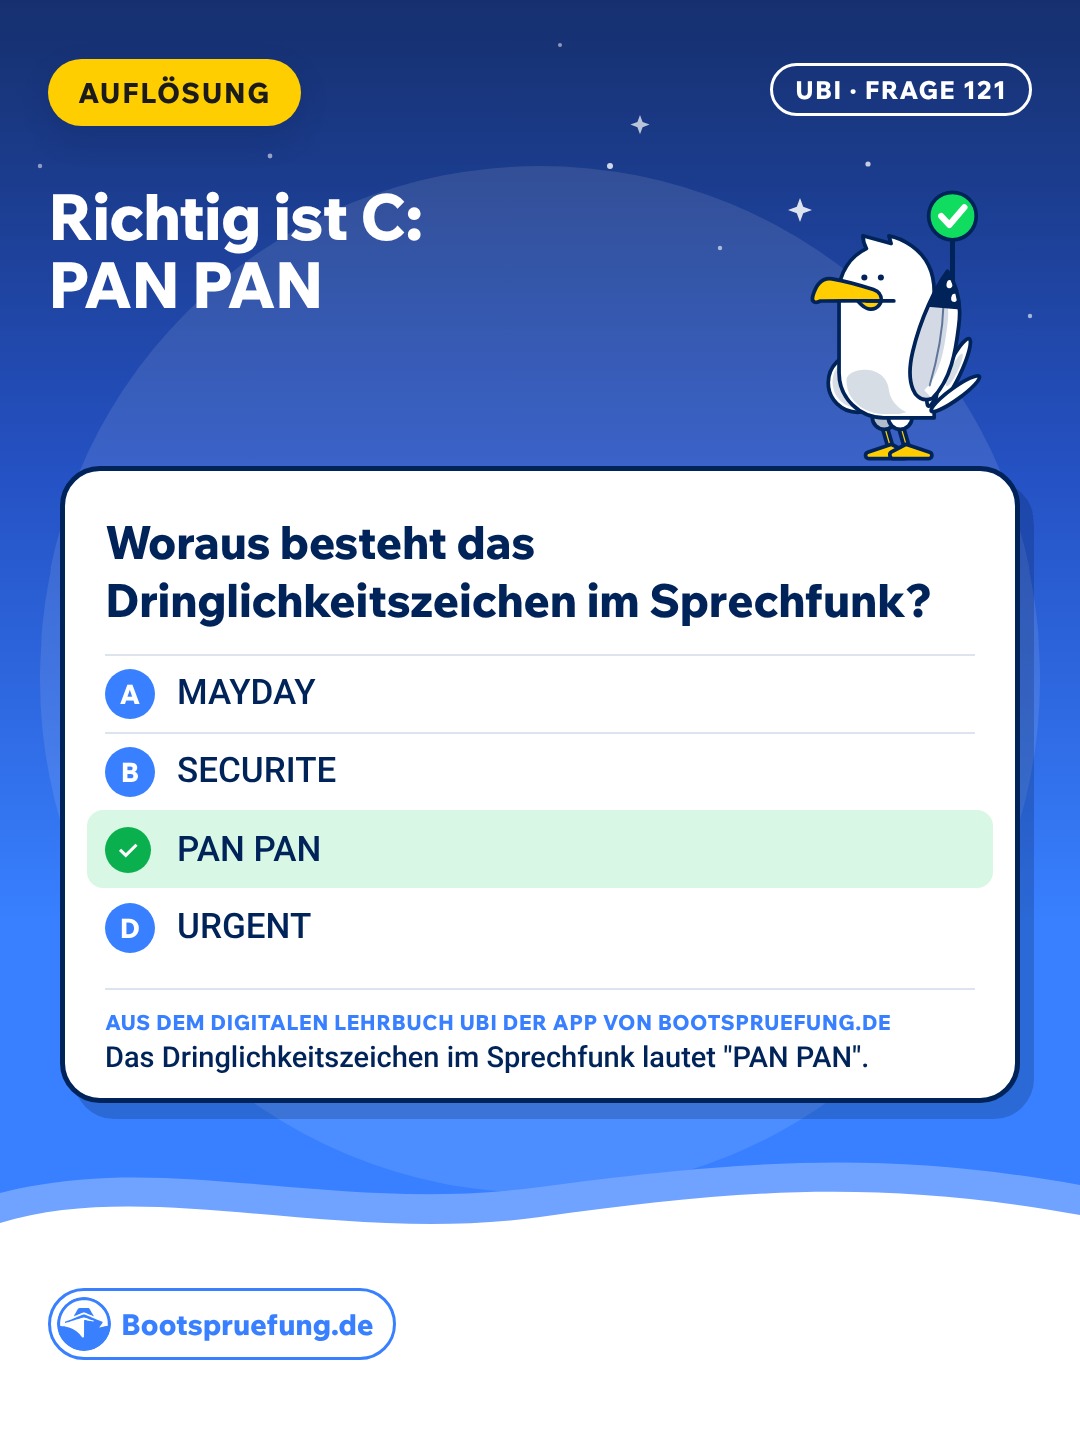 AUFLÖSUNG
UBI · FRAGE 121
Richtig ist C:
PAN PAN
Woraus besteht das
Dringlichkeitszeichen im Sprechfunk?
A MAYDAY
B SECURITE
PAN PAN
D URGENT
AUS DEM DIGITALEN LEHRBUCH UBI DER APP VON BOOTSPRUEFUNG.DE
Das Dringlichkeitszeichen im Sprechfunk lautet "PAN PAN".
Bootspruefung.de